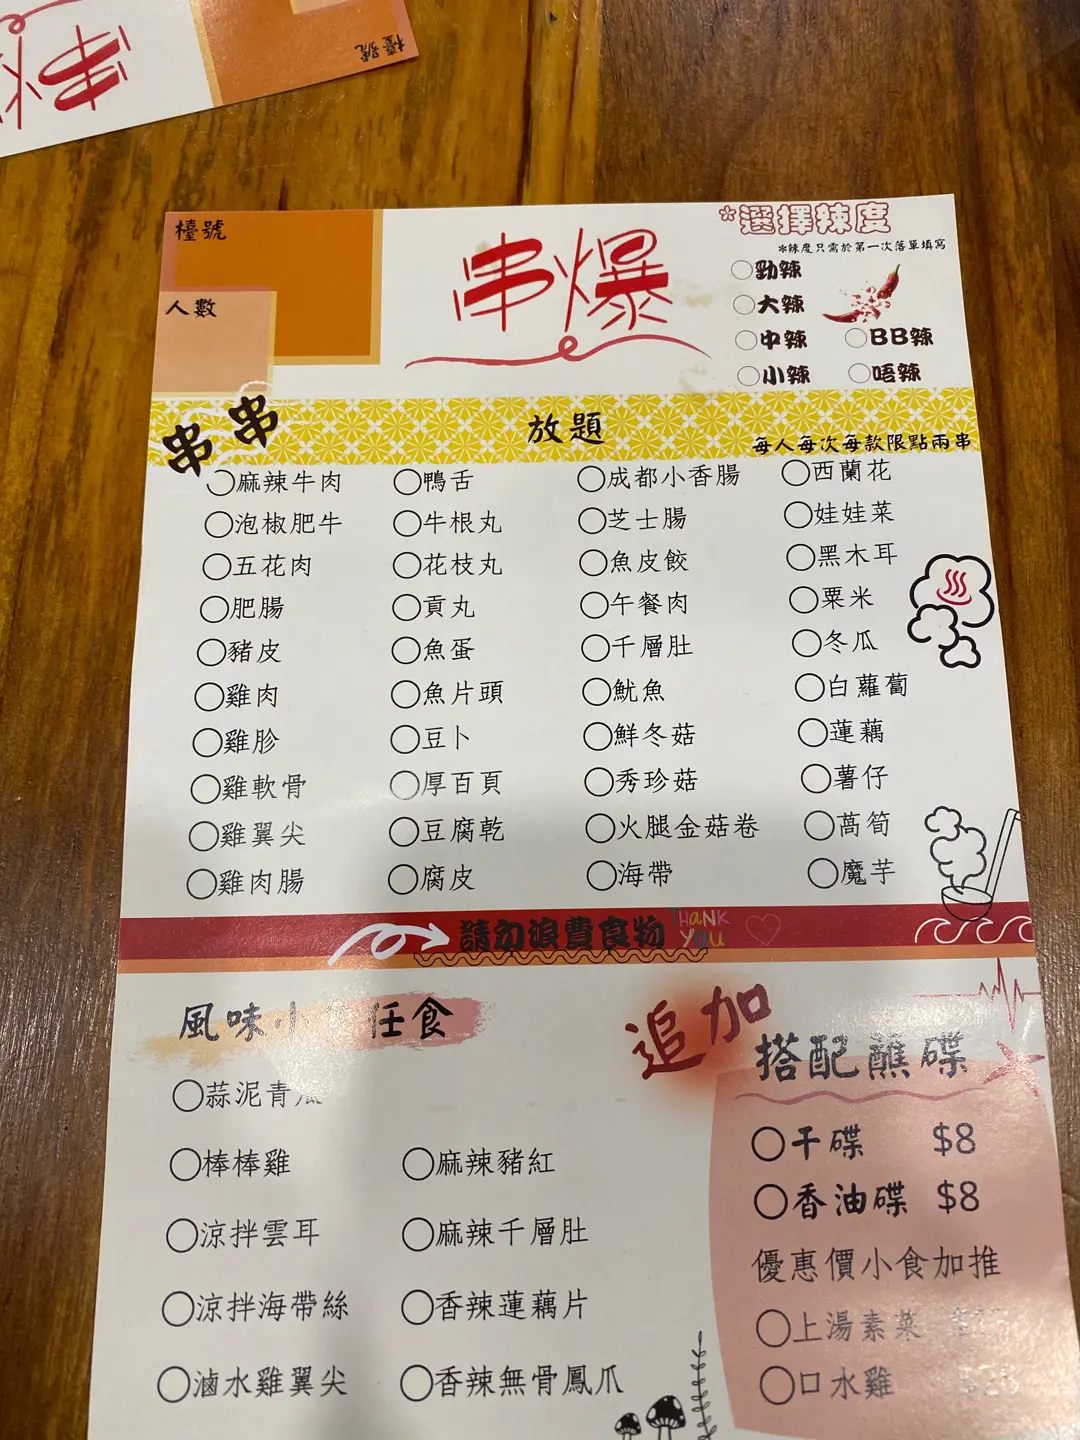 檯號
串
檯號
人數
串爆
*選擇辣度
*辣度只需於第一次落單填寫
勁辣
大辣
中辣 BB辣
小辣 唔辣
串串
放題
每人每次每款限點兩串
麻辣牛肉 鴨舌 成都小香腸 西蘭花
泡椒肥牛 牛根丸 芝士腸 娃娃菜
五花肉 花枝丸 魚皮餃 黑木耳
肥腸 貢丸 午餐肉 粟米
豬皮 魚蛋 千層肚 冬瓜
雞肉 魚片頭 魷魚 白蘿蔔
雞胗 豆卜 鮮冬菇 蓮藕
雞軟骨 厚百頁 秀珍菇 薯仔
雞翼尖 豆腐乾 火腿金菇卷 萵筍
雞肉腸 腐皮 海帶 魔芋
請勿浪費食物 THANK YOU
風味小 任食
蒜泥青瓜
棒棒雞 麻辣豬紅
涼拌雲耳 麻辣千層肚
涼拌海帶絲 香辣蓮藕片
滷水雞翼尖 香辣無骨鳳爪
追加
搭配蘸碟
干碟 $8
香油碟 $8
優惠價小食加推
上湯素菜
口水雞